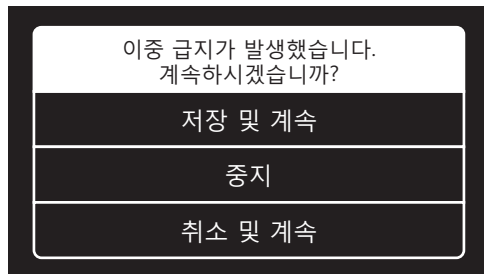 이중 급지가 발생했습니다.
계속하시겠습니까?
저장 및 계속
중지
취소 및 계속